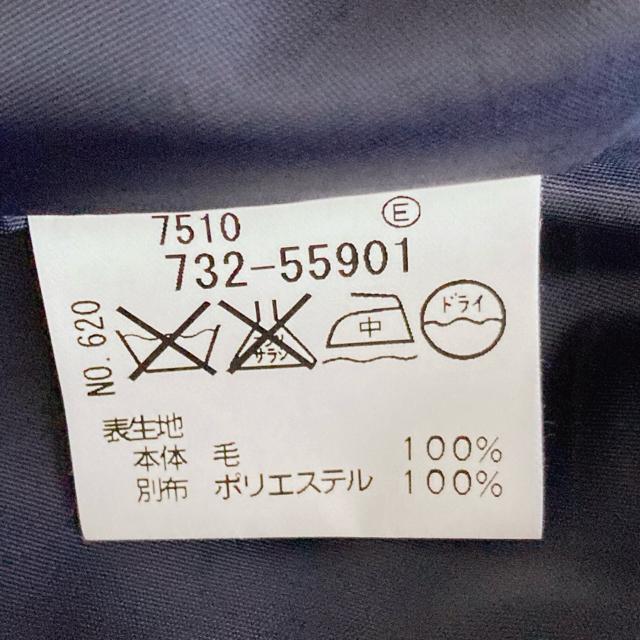 7510 E
732-55901
NO. 620
サラシ 中 ドライ
表生地
本体 毛 100%
別布 ポリエステル 100%